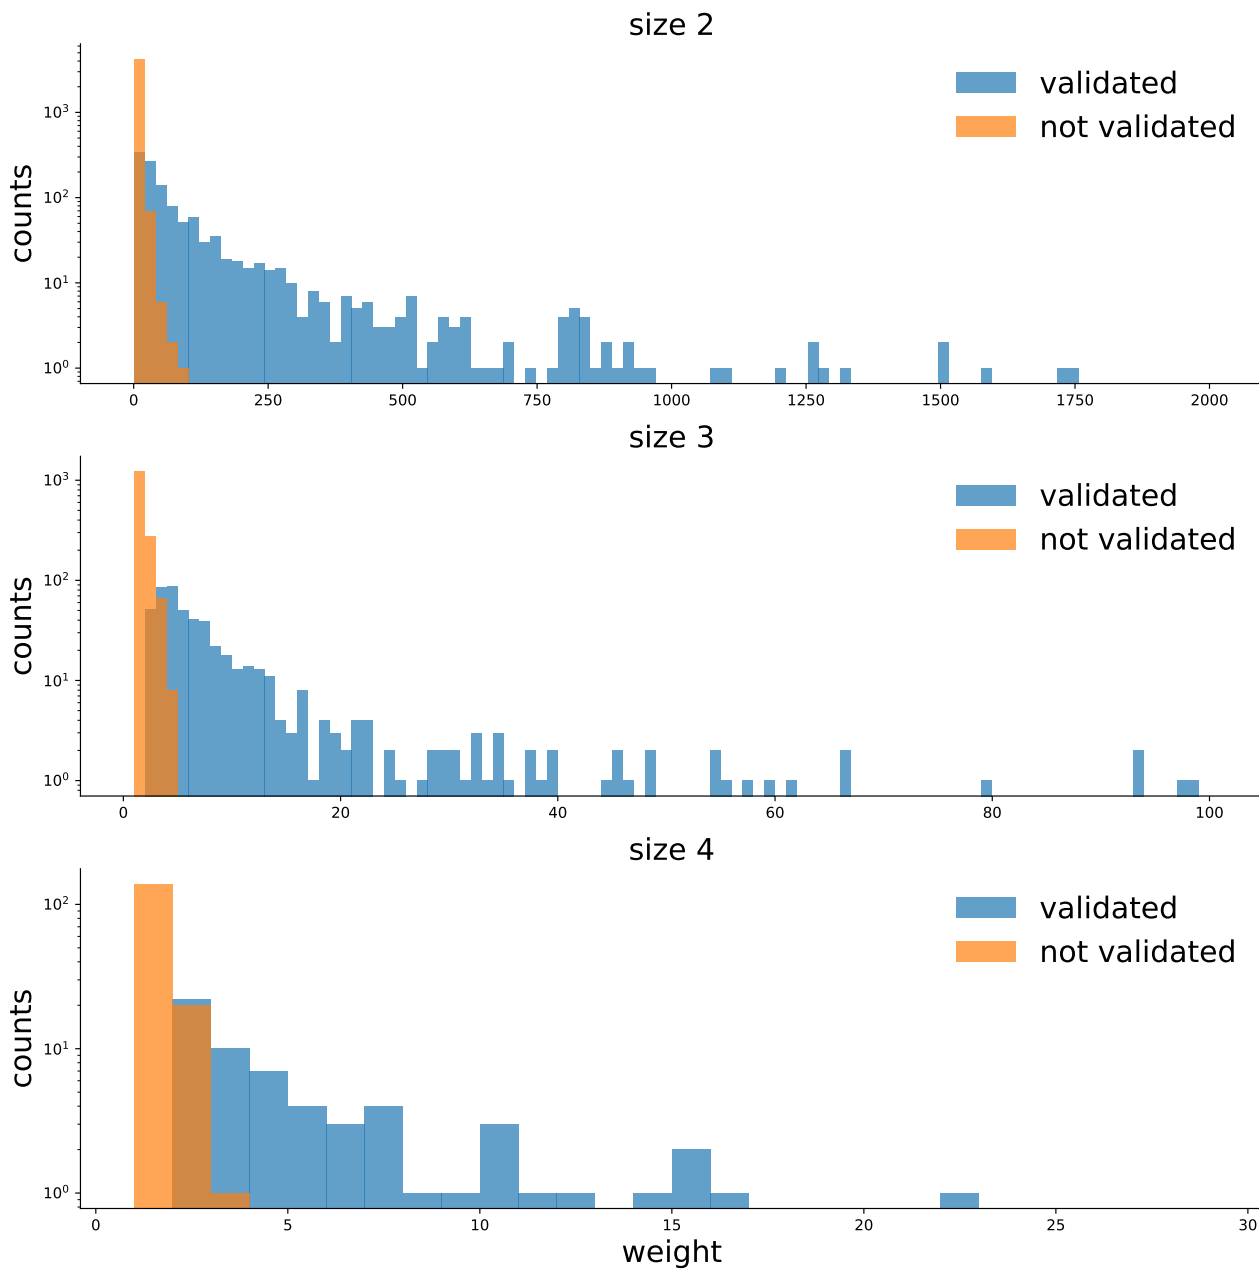 size 2
counts
10^3
10^2
10^1
10^0
validated
not validated
0 250 500 750 1000 1250 1500 1750 2000
size 3
counts
10^3
10^2
10^1
10^0
validated
not validated
0 20 40 60 80 100
size 4
counts
10^2
10^1
10^0
validated
not validated
0 5 10 15 20 25 30
weight